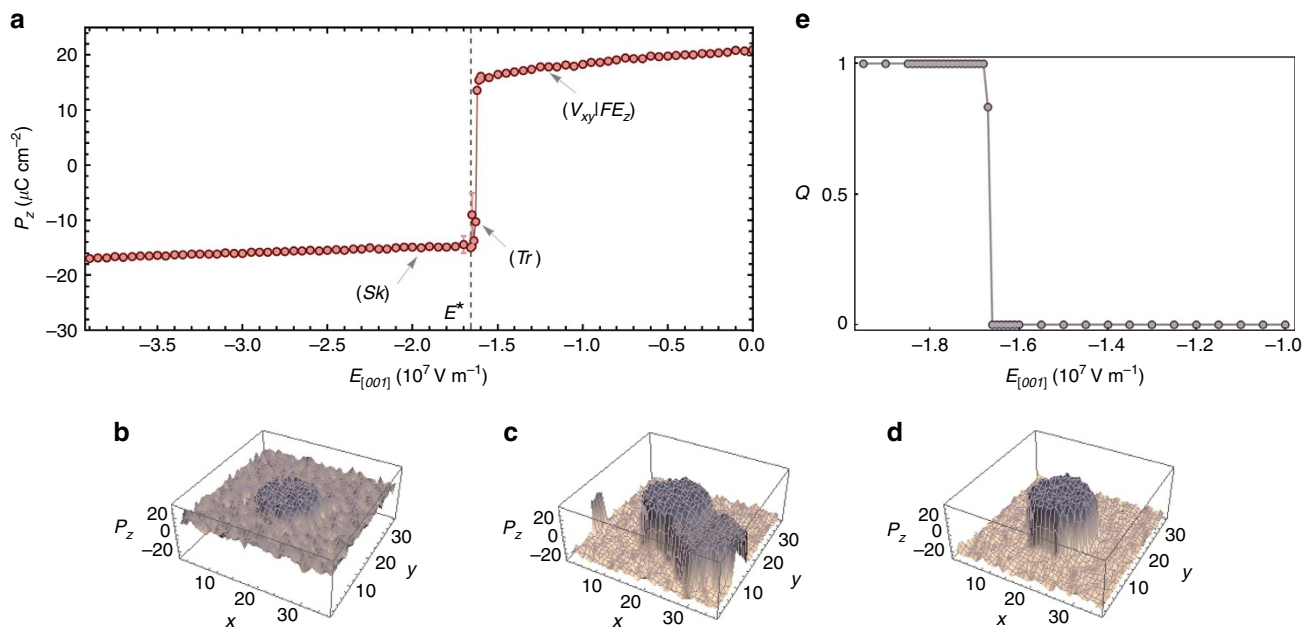 a
20
10
0
−10
−20
−30
P_z (μC cm⁻²)
(V_xy|FE_z)
(Tr)
(Sk)
E*
−3.5
−3.0
−2.5
−2.0
−1.5
−1.0
−0.5
0.0
E_[001] (10⁷ V m⁻¹)
e
1
0.5
0
Q
−1.8
−1.6
−1.4
−1.2
−1.0
E_[001] (10⁷ V m⁻¹)
b
P_z
20
0
−20
10
20
30
x
10
20
30
y
c
P_z
20
0
−20
10
20
30
x
10
20
30
y
d
P_z
20
0
−20
10
20
30
x
10
20
30
y